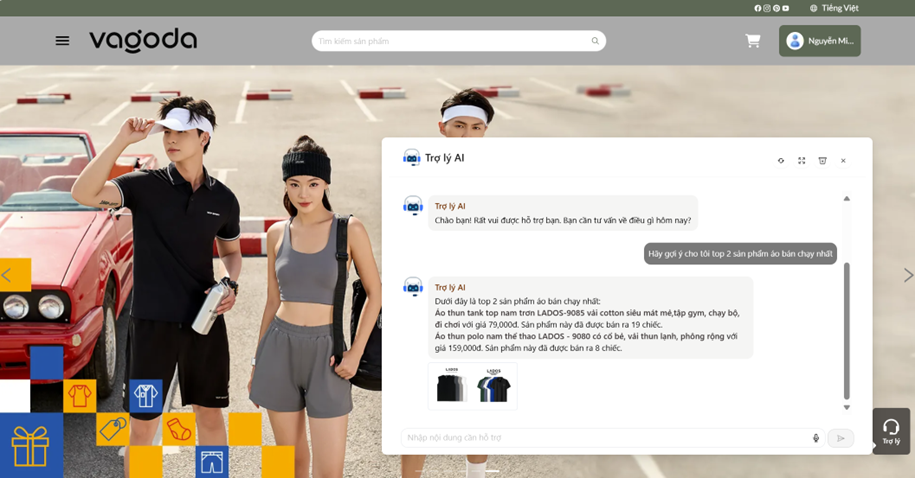 Tiếng Việt
vagoda
Tìm kiếm sản phẩm
Nguyễn Mi...
Trợ lý AI
Trợ lý AI
Chào bạn! Rất vui được hỗ trợ bạn. Bạn cần tư vấn về điều gì hôm nay?
Hãy gợi ý cho tôi top 2 sản phẩm áo bán chạy nhất
Trợ lý AI
Dưới đây là top 2 sản phẩm áo bán chạy nhất:
Áo thun tank top nam trơn LADOS-9085 vải cotton siêu mát mẻ,tập gym, chạy bộ,
đi chơi với giá 79,000đ. Sản phẩm này đã được bán ra 19 chiếc.
Áo thun polo nam thể thao LADOS - 9080 có cổ bẻ, vải thun lạnh, phông rộng với
giá 159,000đ. Sản phẩm này đã được bán ra 8 chiếc.
LADOS
LADOS
Nhập nội dung cần hỗ trợ
Trợ lý